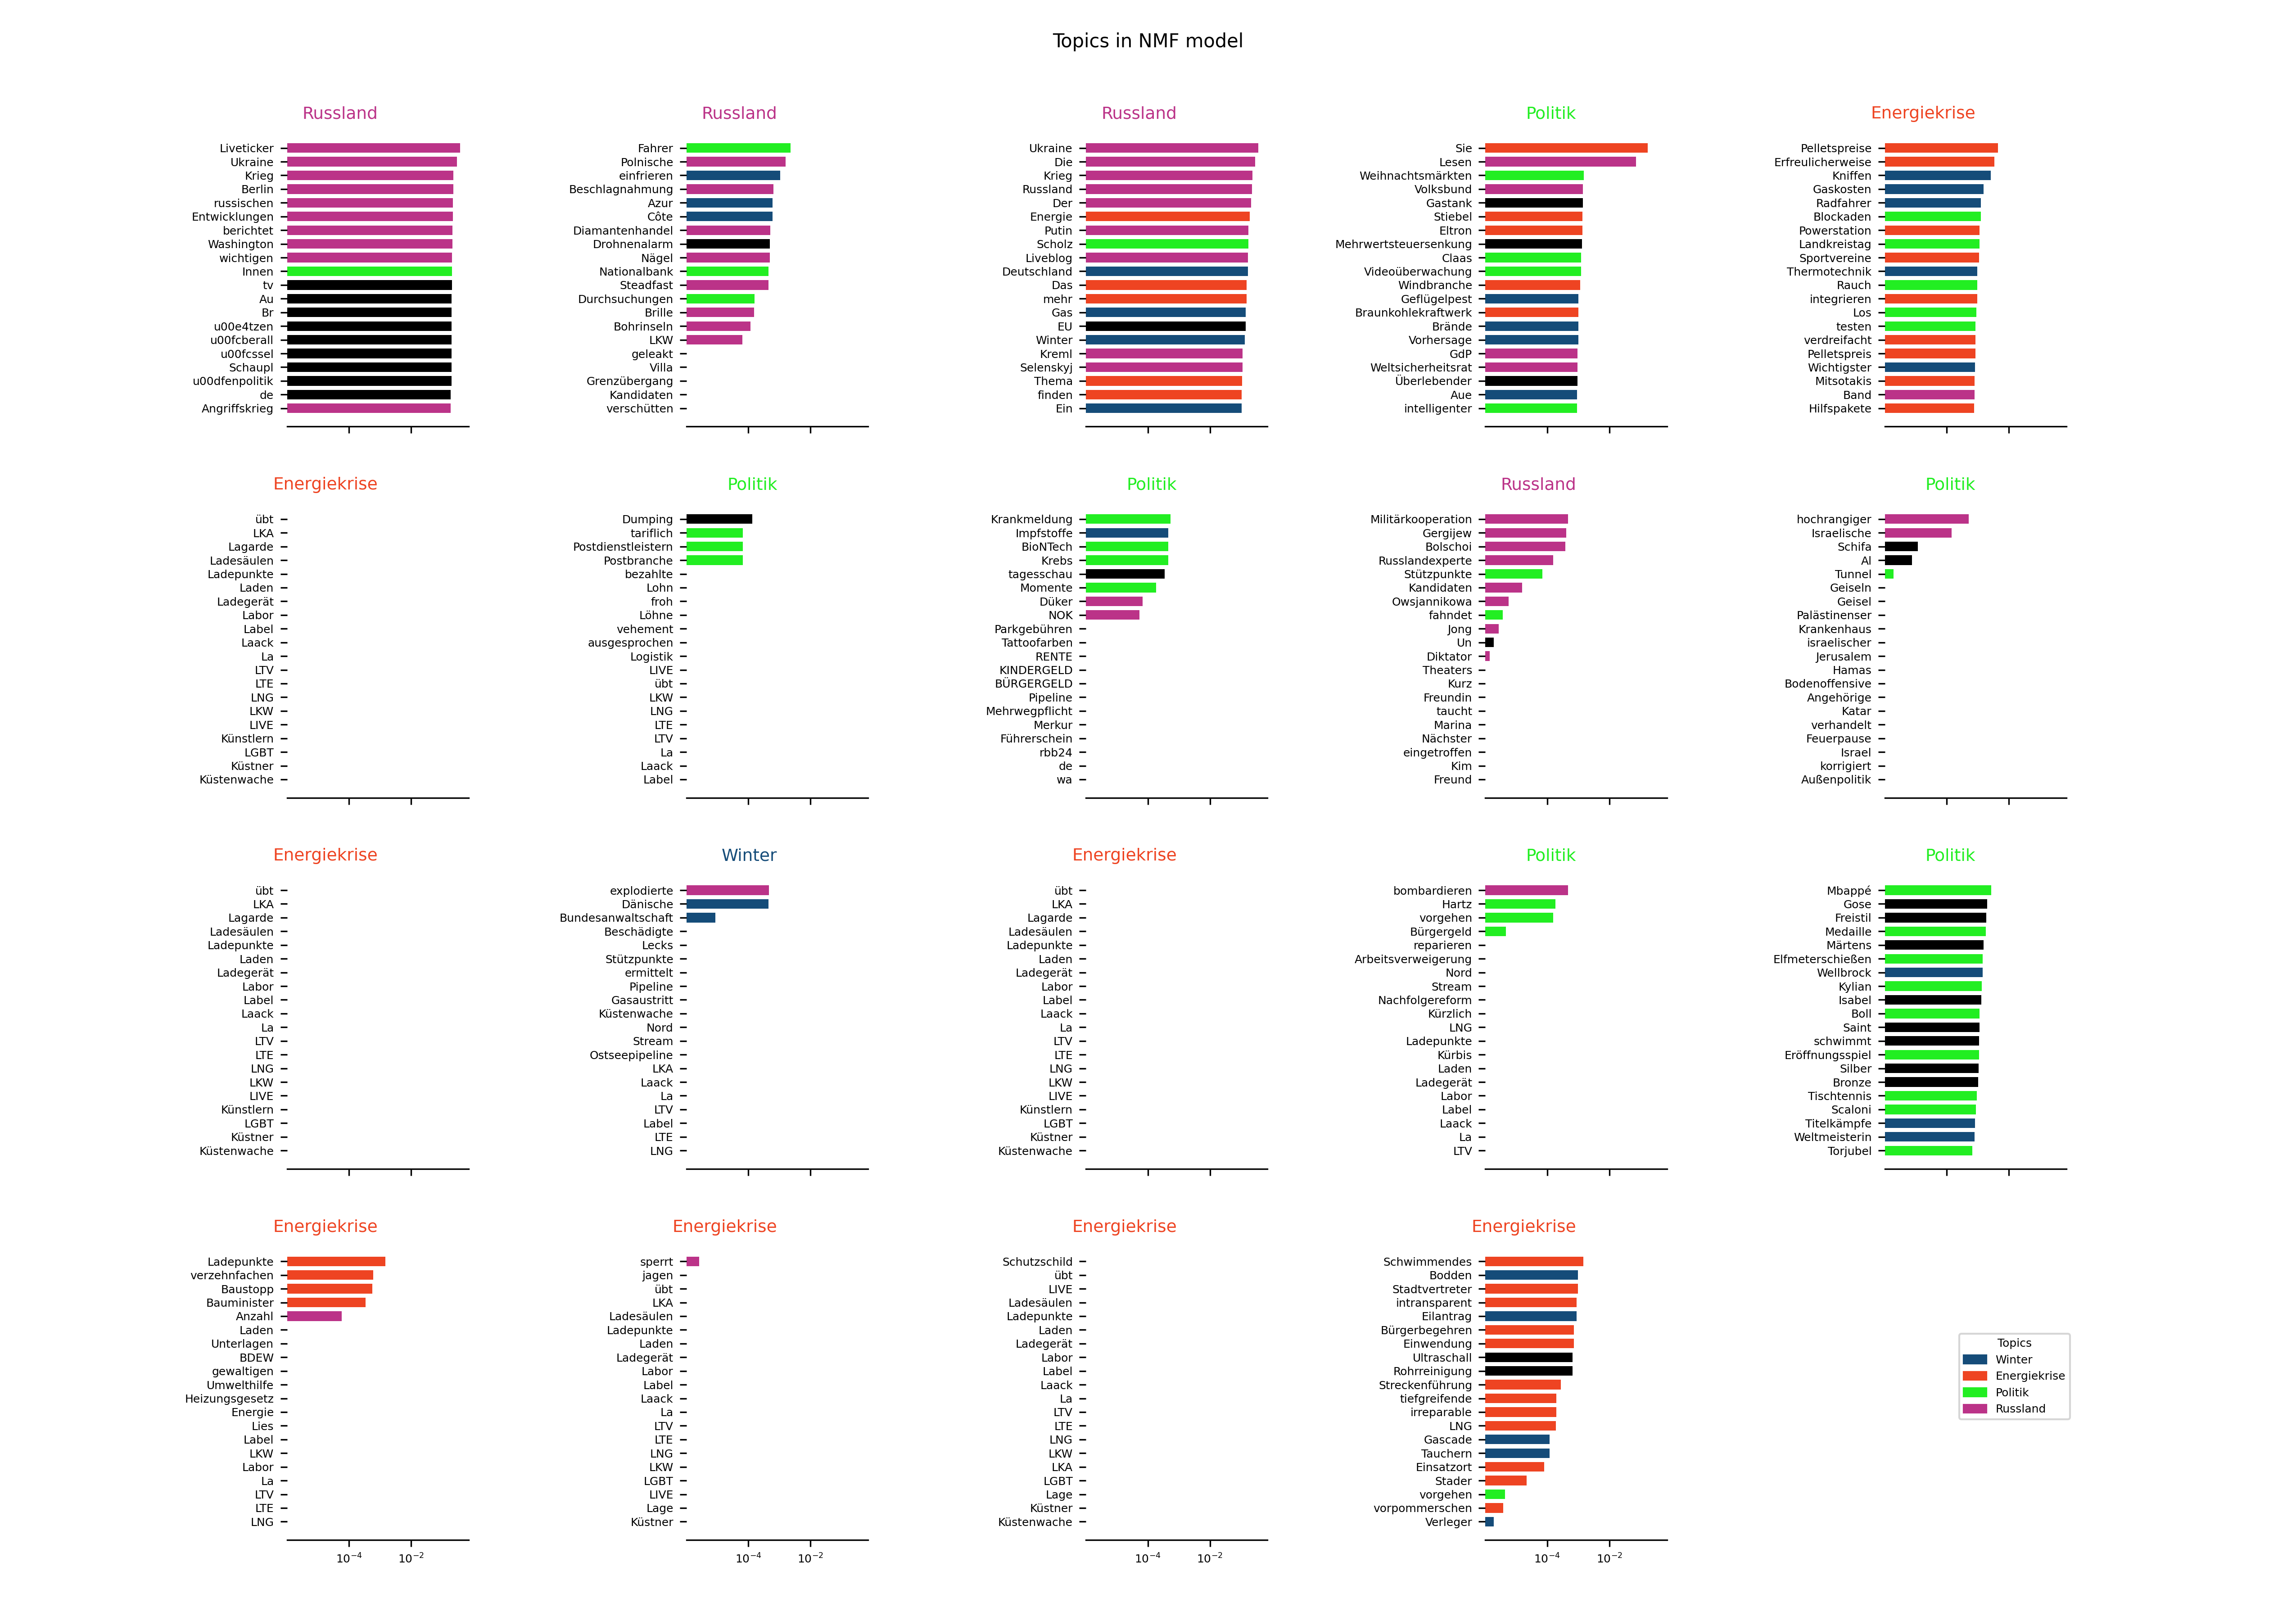 Topics in NMF model
Russland
Liveticker
Ukraine
Krieg
Berlin
russischen
Entwicklungen
berichtet
Washington
wichtigen
Innen
tv
Au
Br
u00e4tzen
u00fcberall
u00fcssel
Schaupl
u00dfenpolitik
de
Angriffskrieg
Russland
Fahrer
Polnische
einfrieren
Beschlagnahmung
Azur
Côte
Diamantenhandel
Drohnenalarm
Nägel
Nationalbank
Steadfast
Durchsuchungen
Brille
Bohrinseln
LKW
geleakt
Villa
Grenzübergang
Kandidaten
verschütten
Russland
Ukraine
Die
Krieg
Russland
Der
Energie
Putin
Scholz
Liveblog
Deutschland
Das
mehr
Gas
EU
Winter
Kreml
Selenskyj
Thema
finden
Ein
Politik
Sie
Lesen
Weihnachtsmärkten
Volksbund
Gastank
Stiebel
Eltron
Mehrwertsteuersenkung
Claas
Videoüberwachung
Windbranche
Geflügelpest
Braunkohlekraftwerk
Brände
Vorhersage
GdP
Weltsicherheitsrat
Überlebender
Aue
intelligenter
Energiekrise
Pelletspreise
Erfreulicherweise
Kniffen
Gaskosten
Radfahrer
Blockaden
Powerstation
Landkreistag
Sportvereine
Thermotechnik
Rauch
integrieren
Los
testen
verdreifacht
Pelletspreis
Wichtigster
Mitsotakis
Band
Hilfspakete
Energiekrise
übt
LKA
Lagarde
Ladesäulen
Ladepunkte
Laden
Ladegerät
Labor
Label
Laack
La
LTV
LTE
LNG
LKW
LIVE
Künstlern
LGBT
Küstner
Küstenwache
Politik
Dumping
tariflich
Postdienstleistern
Postbranche
bezahlte
Lohn
froh
Löhne
vehement
ausgesprochen
Logistik
LIVE
übt
LKW
LNG
LTE
LTV
La
Laack
Label
Politik
Krankmeldung
Impfstoffe
BioNTech
Krebs
tagesschau
Momente
Düker
NOK
Parkgebühren
Tattoofarben
RENTE
KINDERGELD
BÜRGERGELD
Pipeline
Mehrwegpflicht
Merkur
Führerschein
rbb24
de
wa
Russland
Militärkooperation
Gergijew
Bolschoi
Russlandexperte
Stützpunkte
Kandidaten
Owsjannikowa
fahndet
Jong
Un
Diktator
Theaters
Kurz
Freundin
taucht
Marina
Nächster
eingetroffen
Kim
Freund
Politik
hochrangiger
Israelische
Schifa
Al
Tunnel
Geiseln
Geisel
Palästinenser
Krankenhaus
israelischer
Jerusalem
Hamas
Bodenoffensive
Angehörige
Katar
verhandelt
Feuerpause
Israel
korrigiert
Außenpolitik
Energiekrise
übt
LKA
Lagarde
Ladesäulen
Ladepunkte
Laden
Ladegerät
Labor
Label
Laack
La
LTV
LTE
LNG
LKW
LIVE
Künstlern
LGBT
Küstner
Küstenwache
Winter
explodierte
Dänische
Bundesanwaltschaft
Beschädigte
Lecks
Stützpunkte
ermittelt
Pipeline
Gasaustritt
Küstenwache
Nord
Stream
Ostseepipeline
LKA
Laack
La
LTV
Label
LTE
LNG
Energiekrise
übt
LKA
Lagarde
Ladesäulen
Ladepunkte
Laden
Ladegerät
Labor
Label
Laack
La
LTV
LTE
LNG
LKW
LIVE
Künstlern
LGBT
Küstner
Küstenwache
Politik
bombardieren
Hartz
vorgehen
Bürgergeld
reparieren
Arbeitsverweigerung
Nord
Stream
Nachfolgereform
Kürzlich
LNG
Ladepunkte
Kürbis
Laden
Ladegerät
Labor
Label
Laack
La
LTV
Politik
Mbappé
Gose
Freistil
Medaille
Märtens
Elfmeterschießen
Wellbrock
Kylian
Isabel
Boll
Saint
schwimmt
Eröffnungsspiel
Silber
Bronze
Tischtennis
Scaloni
Titelkämpfe
Weltmeisterin
Torjubel
Energiekrise
Ladepunkte
verzehnfachen
Baustopp
Bauminister
Anzahl
Laden
Unterlagen
BDEW
gewaltigen
Umwelthilfe
Heizungsgesetz
Energie
Lies
Label
LKW
Labor
La
LTV
LTE
LNG
10⁻⁴ 10⁻²
Energiekrise
sperrt
jagen
übt
LKA
Ladesäulen
Ladepunkte
Laden
Ladegerät
Labor
Label
Laack
La
LTV
LTE
LNG
LKW
LGBT
LIVE
Lage
Küstner
10⁻⁴ 10⁻²
Energiekrise
Schutzschild
übt
LIVE
Ladesäulen
Ladepunkte
Laden
Ladegerät
Labor
Label
Laack
La
LTV
LTE
LNG
LKW
LKA
LGBT
Lage
Küstner
Küstenwache
10⁻⁴ 10⁻²
Energiekrise
Schwimmendes
Bodden
Stadtvertreter
intransparent
Eilantrag
Bürgerbegehren
Einwendung
Ultraschall
Rohrreinigung
Streckenführung
tiefgreifende
irreparable
LNG
Gascade
Tauchern
Einsatzort
Stader
vorgehen
vorpommerschen
Verleger
10⁻⁴ 10⁻²
Topics
Winter
Energiekrise
Politik
Russland